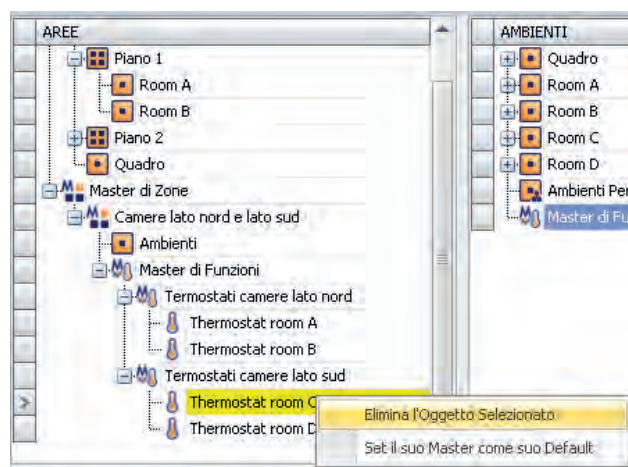 AREE
Piano 1
Room A
Room B
Piano 2
Quadro
Master di Zone
Camere lato nord e lato sud
Ambienti
Master di Funzioni
Termostati camere lato nord
Thermostat room A
Thermostat room B
Termostati camere lato sud
Thermostat room C
Thermostat room D
AMBIENTI
Quadro
Room A
Room B
Room C
Room D
Ambienti Per
Master di Fu
Elimina l'Oggetto Selezionato
Set il suo Master come suo Default